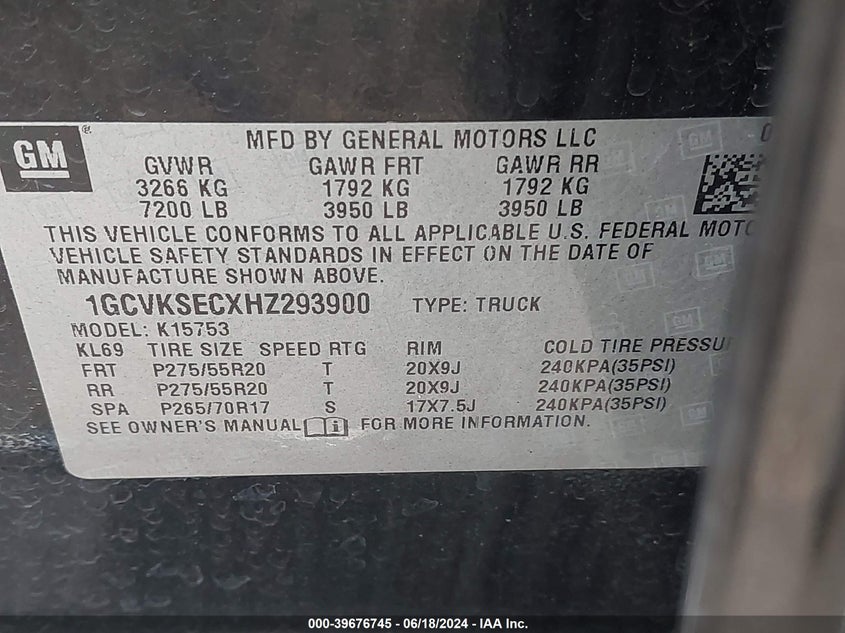 GM
MFD BY GENERAL MOTORS LLC
GVWR GAWR FRT GAWR RR
3266 KG 1792 KG 1792 KG
7200 LB 3950 LB 3950 LB
THIS VEHICLE CONFORMS TO ALL APPLICABLE U.S. FEDERAL
VEHICLE SAFETY STANDARDS IN EFFECT ON THE DATE OF
MANUFACTURE SHOWN ABOVE.
1GCVKSECXHZ293900 TYPE: TRUCK
MODEL: K15753
KL69 TIRE SIZE SPEED RTG RIM COLD TIRE
FRT P275/55R20 T 20X9J 240KPA(35PSI)
RR P275/55R20 T 20X9J 240KPA(35PSI)
SPA P265/70R17 S 17X7.5J 240KPA(35PSI)
SEE OWNER'S MANUAL FOR MORE INFORMATION.
000-39676745 - 06/18/2024 - IAA Inc.